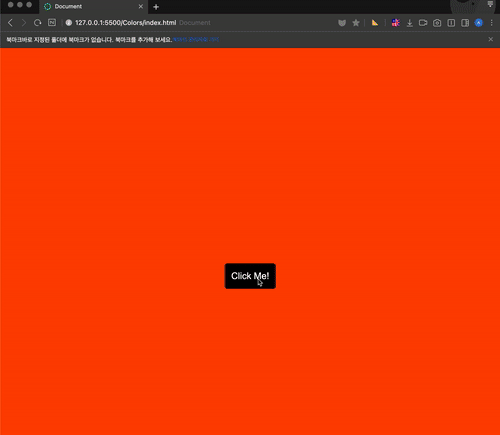 Document
127.0.0.1:5500/Colors/index.html Document
북마크바로 지정된 폴더에 북마크가 없습니다. 북마크를 추가해 보세요.
Click Me!